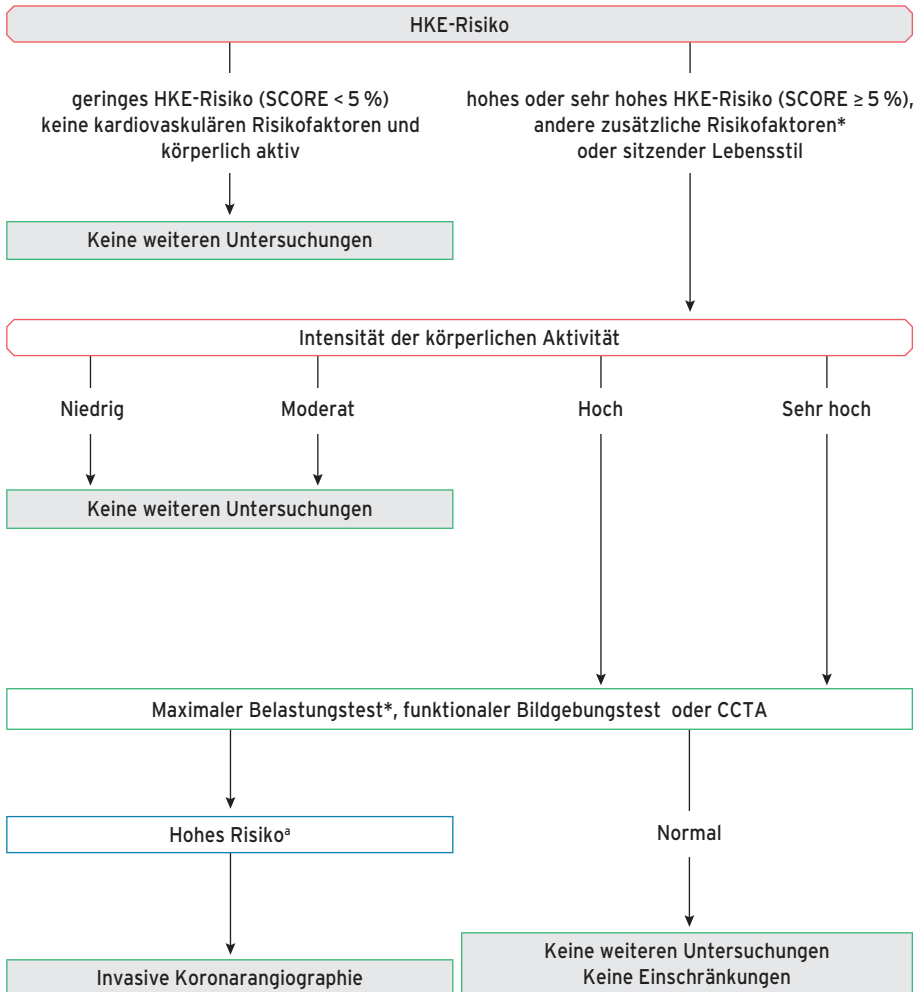 HKE-Risiko
geringes HKE-Risiko (SCORE < 5 %)
keine kardiovaskulären Risikofaktoren und
körperlich aktiv
hohes oder sehr hohes HKE-Risiko (SCORE ≥ 5 %),
andere zusätzliche Risikofaktoren*
oder sitzender Lebensstil
Keine weiteren Untersuchungen
Intensität der körperlichen Aktivität
Niedrig
Moderat
Hoch
Sehr hoch
Keine weiteren Untersuchungen
Maximaler Belastungstest*, funktionaler Bildgebungstest oder CCTA
Hohes Risikoᵃ
Normal
Invasive Koronarangiographie
Keine weiteren Untersuchungen
Keine Einschränkungen